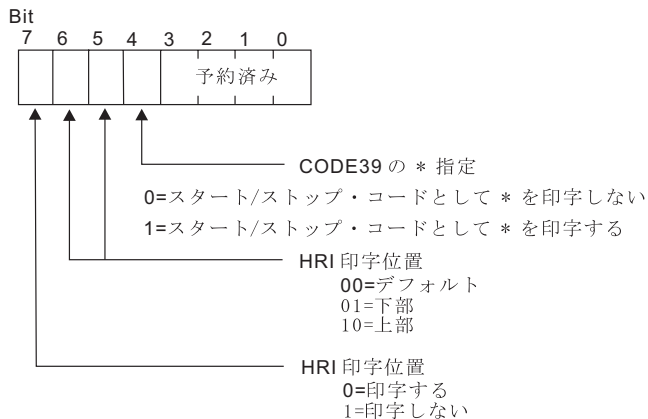 Bit
7 6 5 4 3 2 1 0
予約済み
CODE39 の * 指定
0=スタート/ストップ・コードとして * を印字しない
1=スタート/ストップ・コードとして * を印字する
HRI 印字位置
00=デフォルト
01=下部
10=上部
HRI 印字位置
0=印字する
1=印字しない